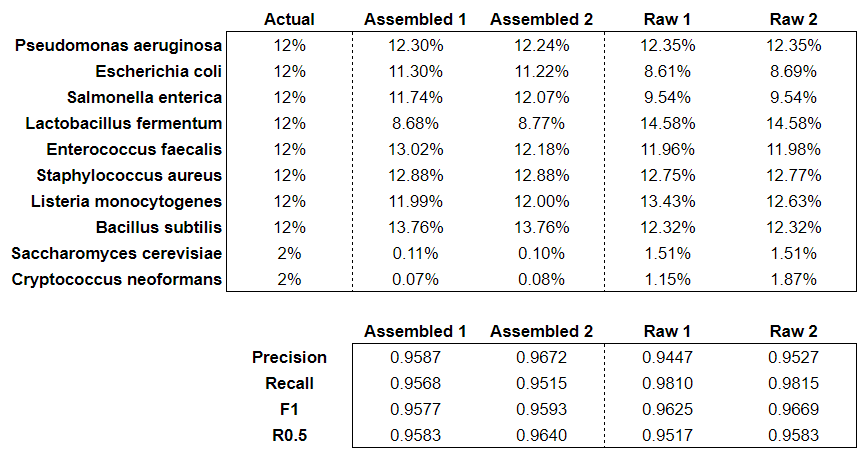 Actual Assembled 1 Assembled 2 Raw 1 Raw 2
Pseudomonas aeruginosa 12% 12.30% 12.24% 12.35% 12.35%
Escherichia coli 12% 11.30% 11.22% 8.61% 8.69%
Salmonella enterica 12% 11.74% 12.07% 9.54% 9.54%
Lactobacillus fermentum 12% 8.68% 8.77% 14.58% 14.58%
Enterococcus faecalis 12% 13.02% 12.18% 11.96% 11.98%
Staphylococcus aureus 12% 12.88% 12.88% 12.75% 12.77%
Listeria monocytogenes 12% 11.99% 12.00% 13.43% 12.63%
Bacillus subtilis 12% 13.76% 13.76% 12.32% 12.32%
Saccharomyces cerevisiae 2% 0.11% 0.10% 1.51% 1.51%
Cryptococcus neoformans 2% 0.07% 0.08% 1.15% 1.87%
Assembled 1 Assembled 2 Raw 1 Raw 2
Precision 0.9587 0.9672 0.9447 0.9527
Recall 0.9568 0.9515 0.9810 0.9815
F1 0.9577 0.9593 0.9625 0.9669
R0.5 0.9583 0.9640 0.9517 0.9583